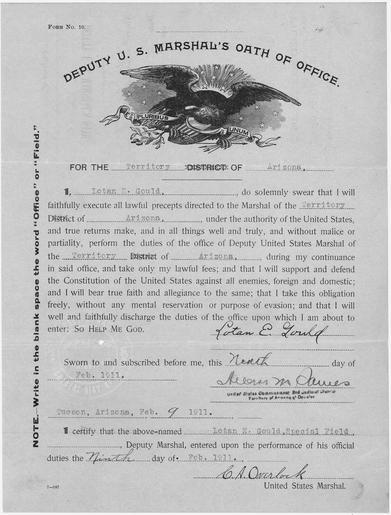 FORM NO. 10.
DEPUTY U. S. MARSHAL'S OATH OF OFFICE.
PLURIBUS UNUM
FOR THE Territory DISTRICT OF Arizona,
I, Lotan E. Gould, do solemnly swear that I will
faithfully execute all lawful precepts directed to the Marshal of the Territory
District of Arizona, under the authority of the United States,
and true returns make, and in all things well and truly, and without malice or
partiality, perform the duties of the office of Deputy United States Marshal of
the Territory District of Arizona, during my continuance
in said office, and take only my lawful fees; and that I will support and defend
the Constitution of the United States against all enemies, foreign and domestic;
and I will bear true faith and allegiance to the same; that I take this obligation
freely, without any mental reservation or purpose of evasion; and that I will
well and faithfully discharge the duties of the office upon which I am about to
enter: SO HELP ME GOD.
Lotan E. Gould
Sworn to and subscribed before me, this Ninth day of
Feb. 1911.
United States Commissioner
Territory of Arizona
Tucson, Arizona, Feb. 9 1911.
I certify that the above-named Lotan E. Gould, Special Field
, Deputy Marshal, entered upon the performance of his official
duties the Ninth day of Feb. 1911.
C. A. Overlock
United States Marshal.
NOTE.—Write in the blank space the word "Office" or "Field."